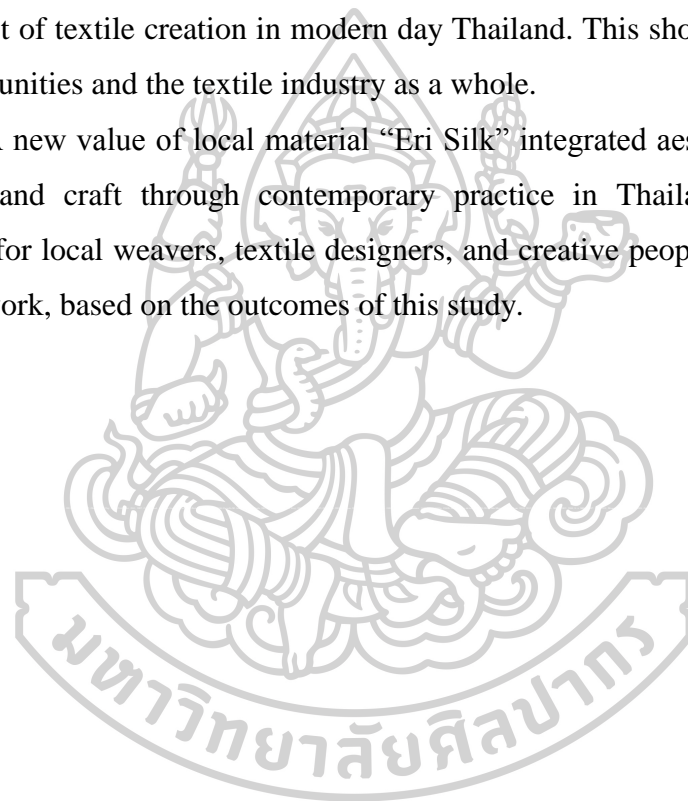 t of textile creation in modern day Thailand. This sho
unities and the textile industry as a whole.
new value of local material “Eri Silk” integrated aes
and craft through contemporary practice in Thaila
for local weavers, textile designers, and creative peop
ork, based on the outcomes of this study.
มหาวิทยาลัยศิลปากร